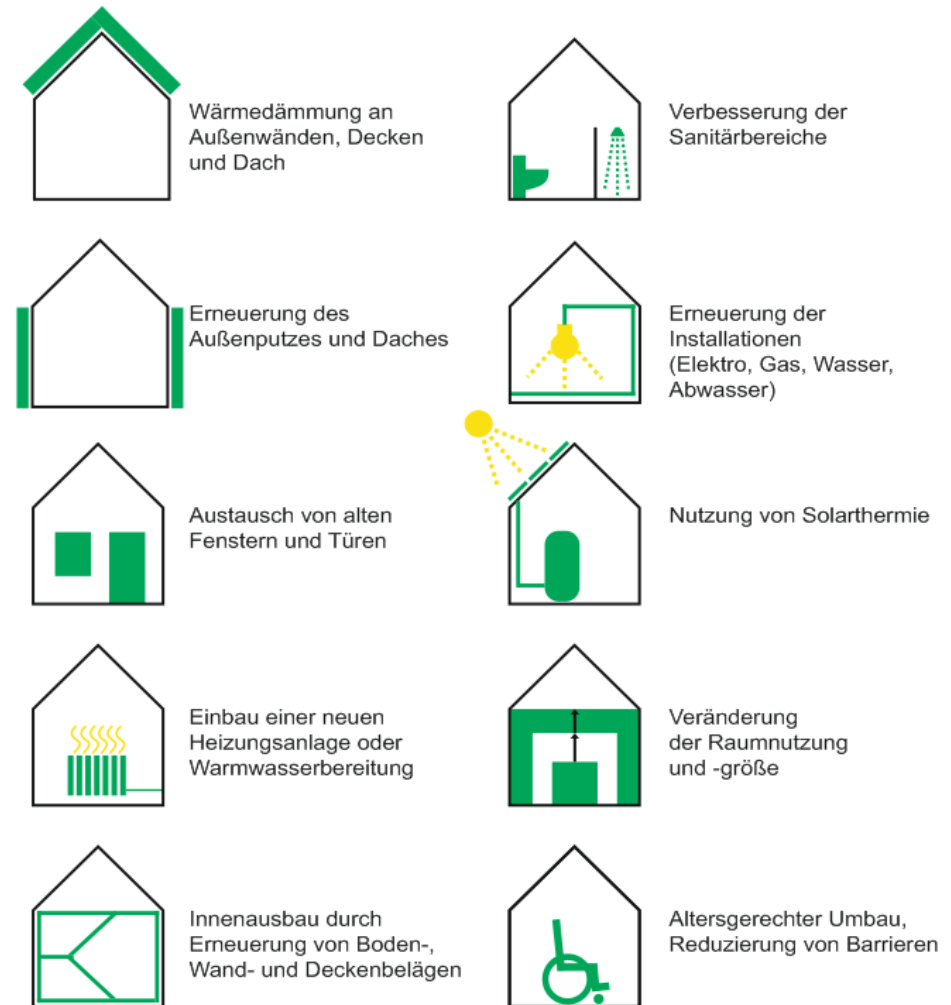 Wärmedämmung an
Außenwänden, Decken
und Dach
Verbesserung der
Sanitärbereiche
Erneuerung des
Außenputzes und Daches
Erneuerung der
Installationen
(Elektro, Gas, Wasser,
Abwasser)
Austausch von alten
Fenstern und Türen
Nutzung von Solarthermie
Einbau einer neuen
Heizungsanlage oder
Warmwasserbereitung
Veränderung
der Raumnutzung
und -größe
Innenausbau durch
Erneuerung von Boden-,
Wand- und Deckenbelägen
Altersgerechter Umbau,
Reduzierung von Barrieren